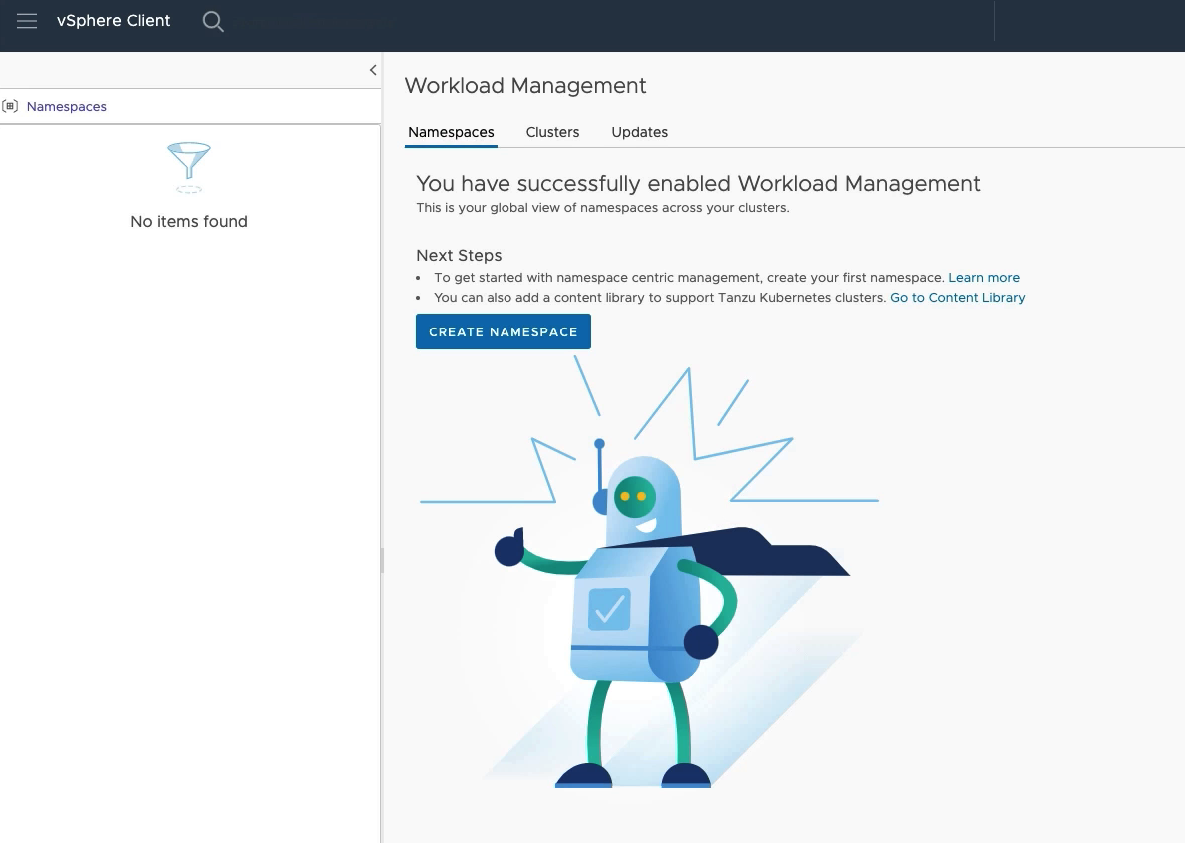 vSphere Client
Namespaces
No items found
Workload Management
Namespaces Clusters Updates
You have successfully enabled Workload Management
This is your global view of namespaces across your clusters.
Next Steps
• To get started with namespace centric management, create your first namespace. Learn more
• You can also add a content library to support Tanzu Kubernetes clusters. Go to Content Library
CREATE NAMESPACE